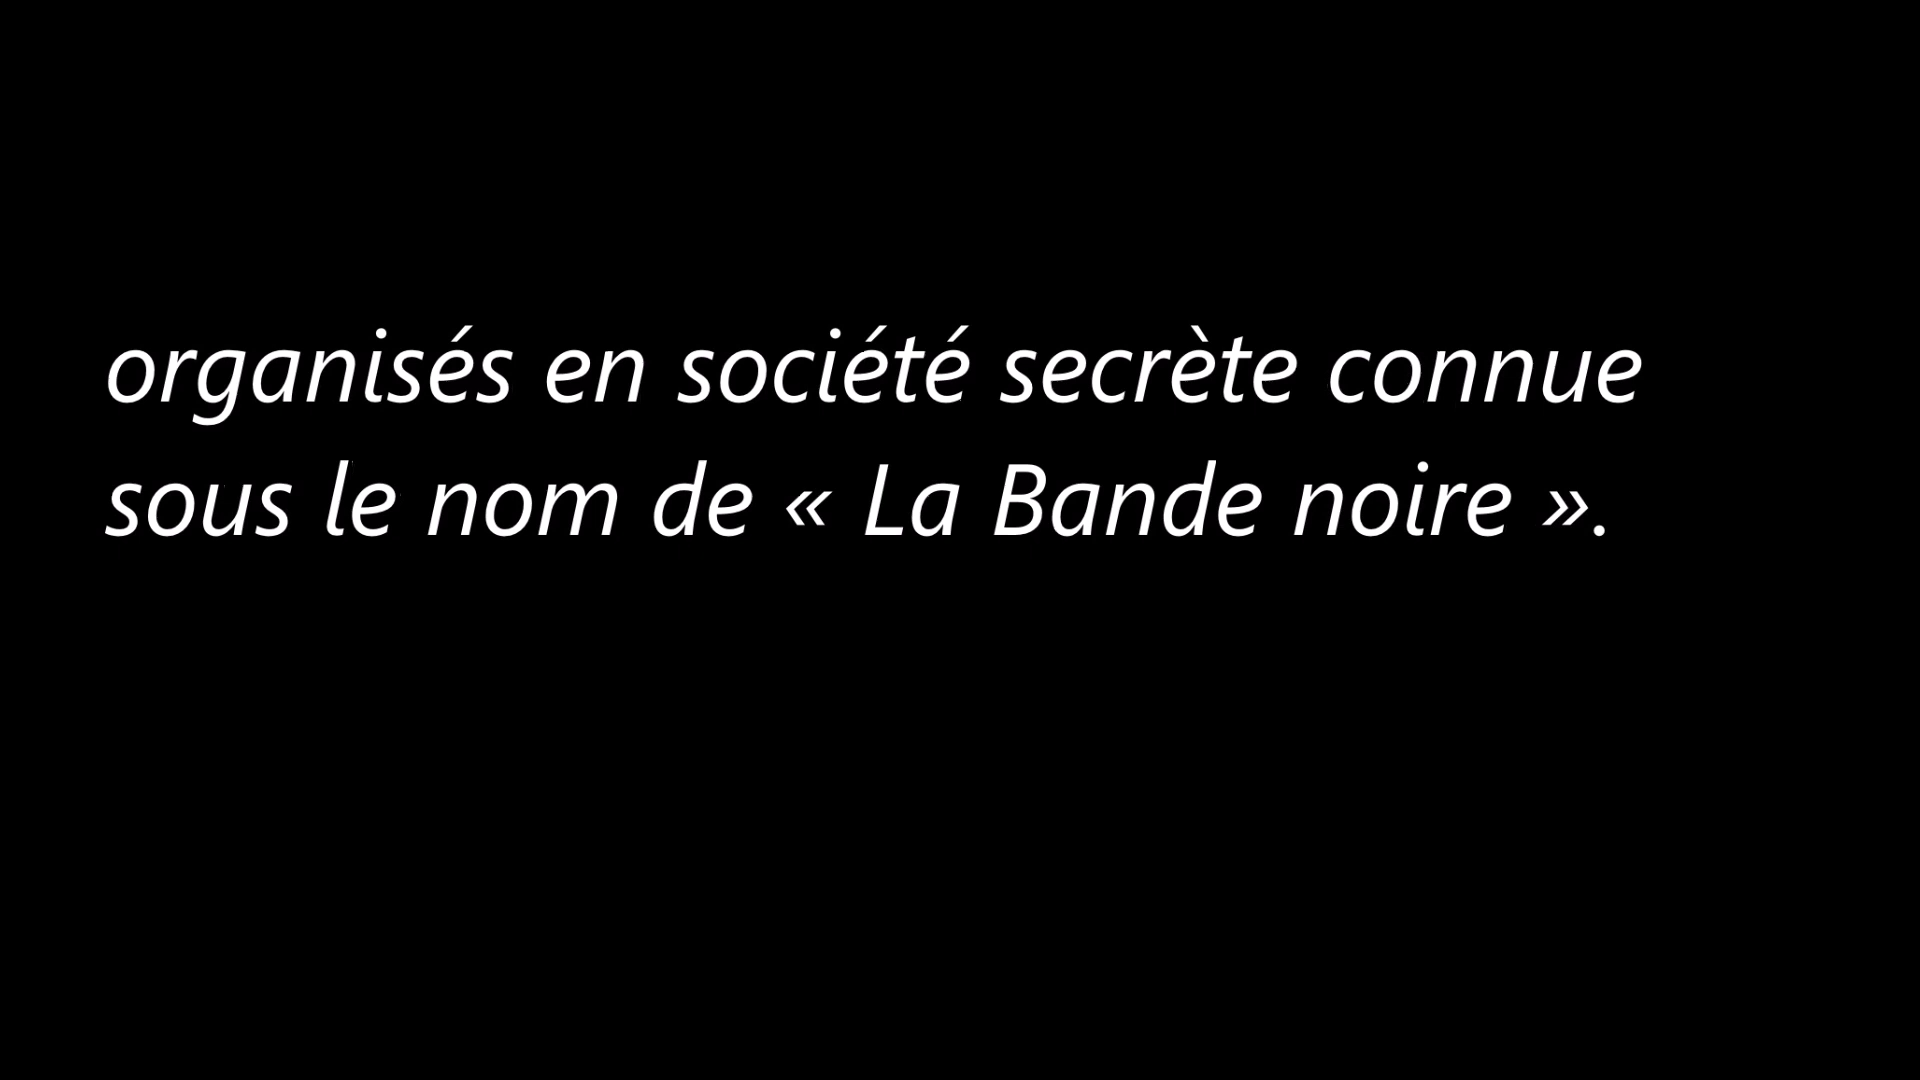 organisés en société secrète connue
sous le nom de « La Bande noire ».